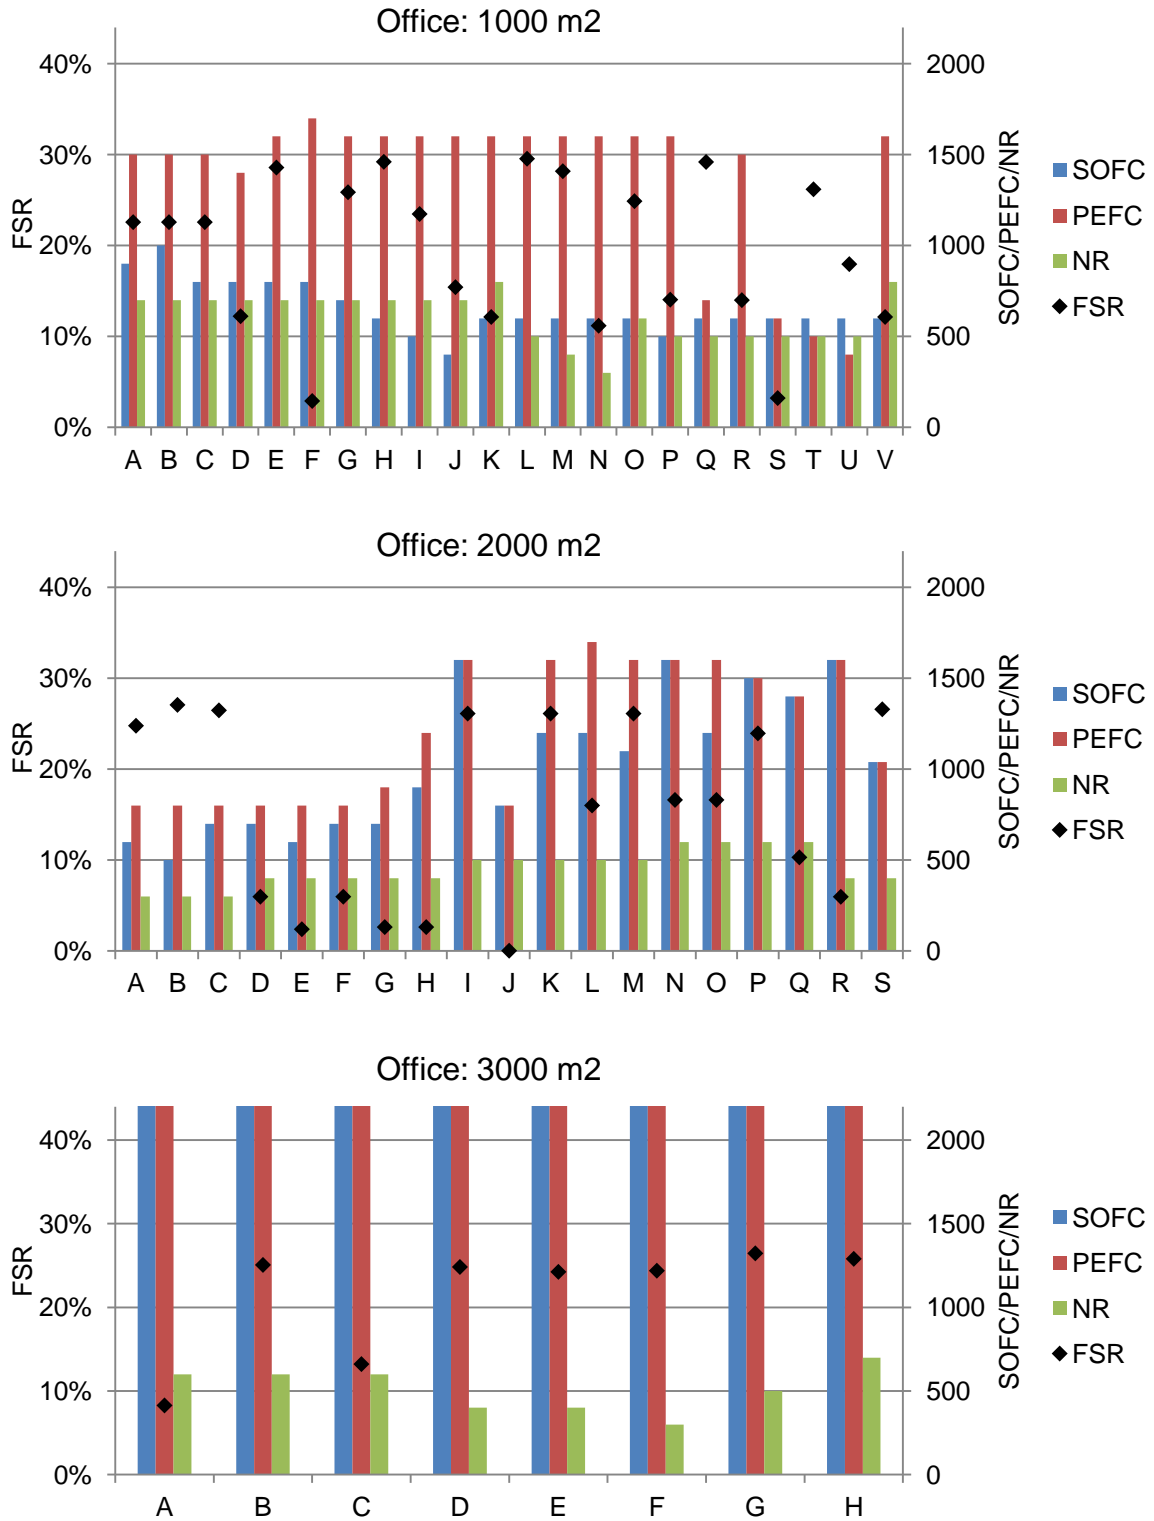 Office: 1000 m2
40% 2000
30% 1500
20% 1000
10% 500
0% 0
FSR
SOFC/PEFC/NR
A B C D E F G H I J K L M N O P Q R S T U V
SOFC
PEFC
NR
FSR
Office: 2000 m2
40% 2000
30% 1500
20% 1000
10% 500
0% 0
FSR
SOFC/PEFC/NR
A B C D E F G H I J K L M N O P Q R S
SOFC
PEFC
NR
FSR
Office: 3000 m2
40% 2000
30% 1500
20% 1000
10% 500
0% 0
FSR
SOFC/PEFC/NR
A B C D E F G H
SOFC
PEFC
NR
FSR